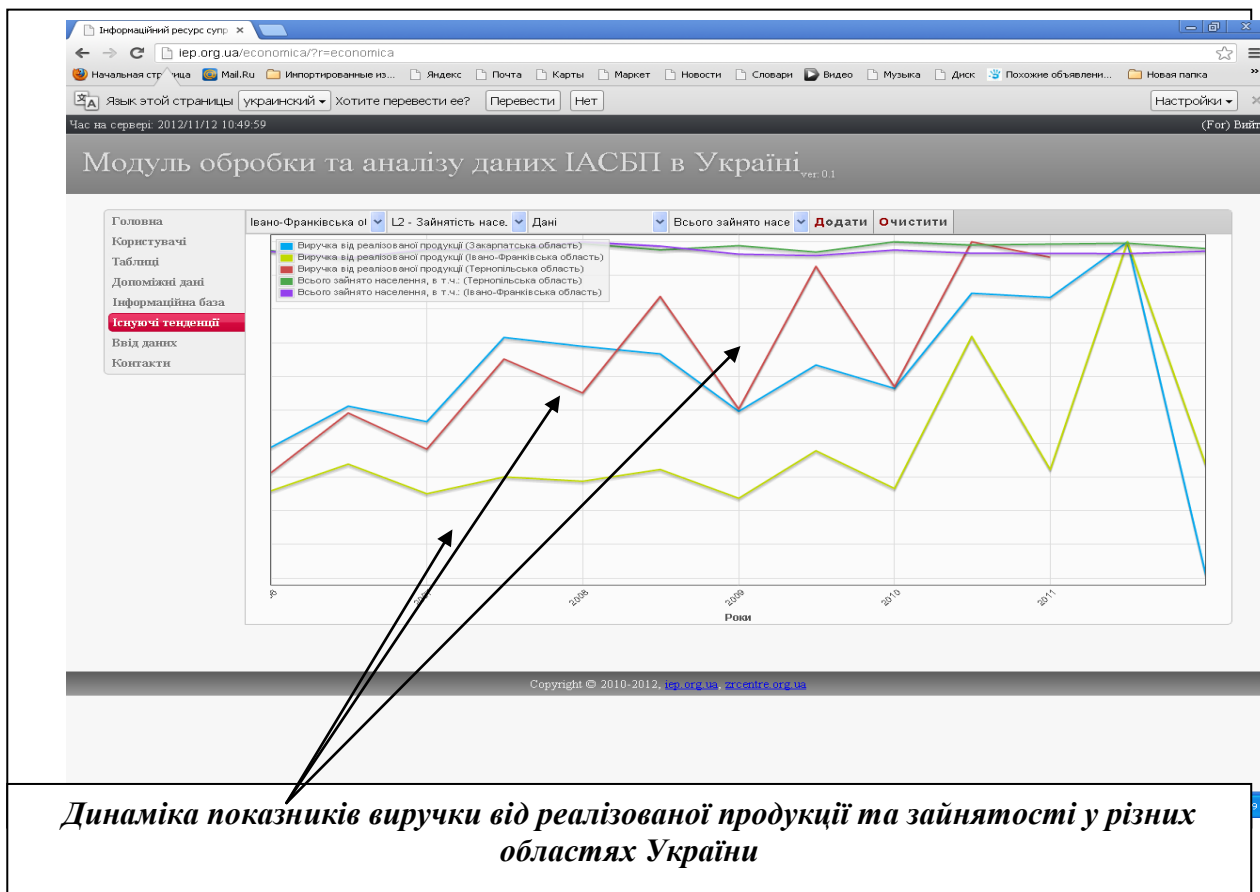 Інформаційний ресурс супр
iep.org.ua/economica/?r=economica
Начальная страница Mail.Ru Импортированные из... Яндекс Почта Карты Маркет Новости Словари Видео Музыка Диск Похожие объявлени... Новая папка »
Язык этой страницы украинский Хотите перевести ее? Перевести Нет Настройки
Час на сервері: 2012/11/12 10:49:59 (For) Вийт
Модуль обробки та аналізу даних ІАСБП в Україні ver: 0.1
Головна
Користувачі
Таблиці
Допоміжні дані
Інформаційна база
Існуючі тенденції
Ввід даних
Контакти
Івано-Франківська об L2 - Зайнятість насе. Дані Всього зайнято насе Додати Очистити
Виручка від реалізованої продукції (Закарпатська область)
Виручка від реалізованої продукції (Івано-Франківська область)
Виручка від реалізованої продукції (Тернопільська область)
Всього зайнято населення, в т.ч.: (Тернопільська область)
Всього зайнято населення, в т.ч.: (Івано-Франківська область)
2007 2008 2009 2010 2011
Роки
Copyright © 2010-2012, iep.org.ua, zrcentre.org.ua
Динаміка показників виручки від реалізованої продукції та зайнятості у різних
областях України